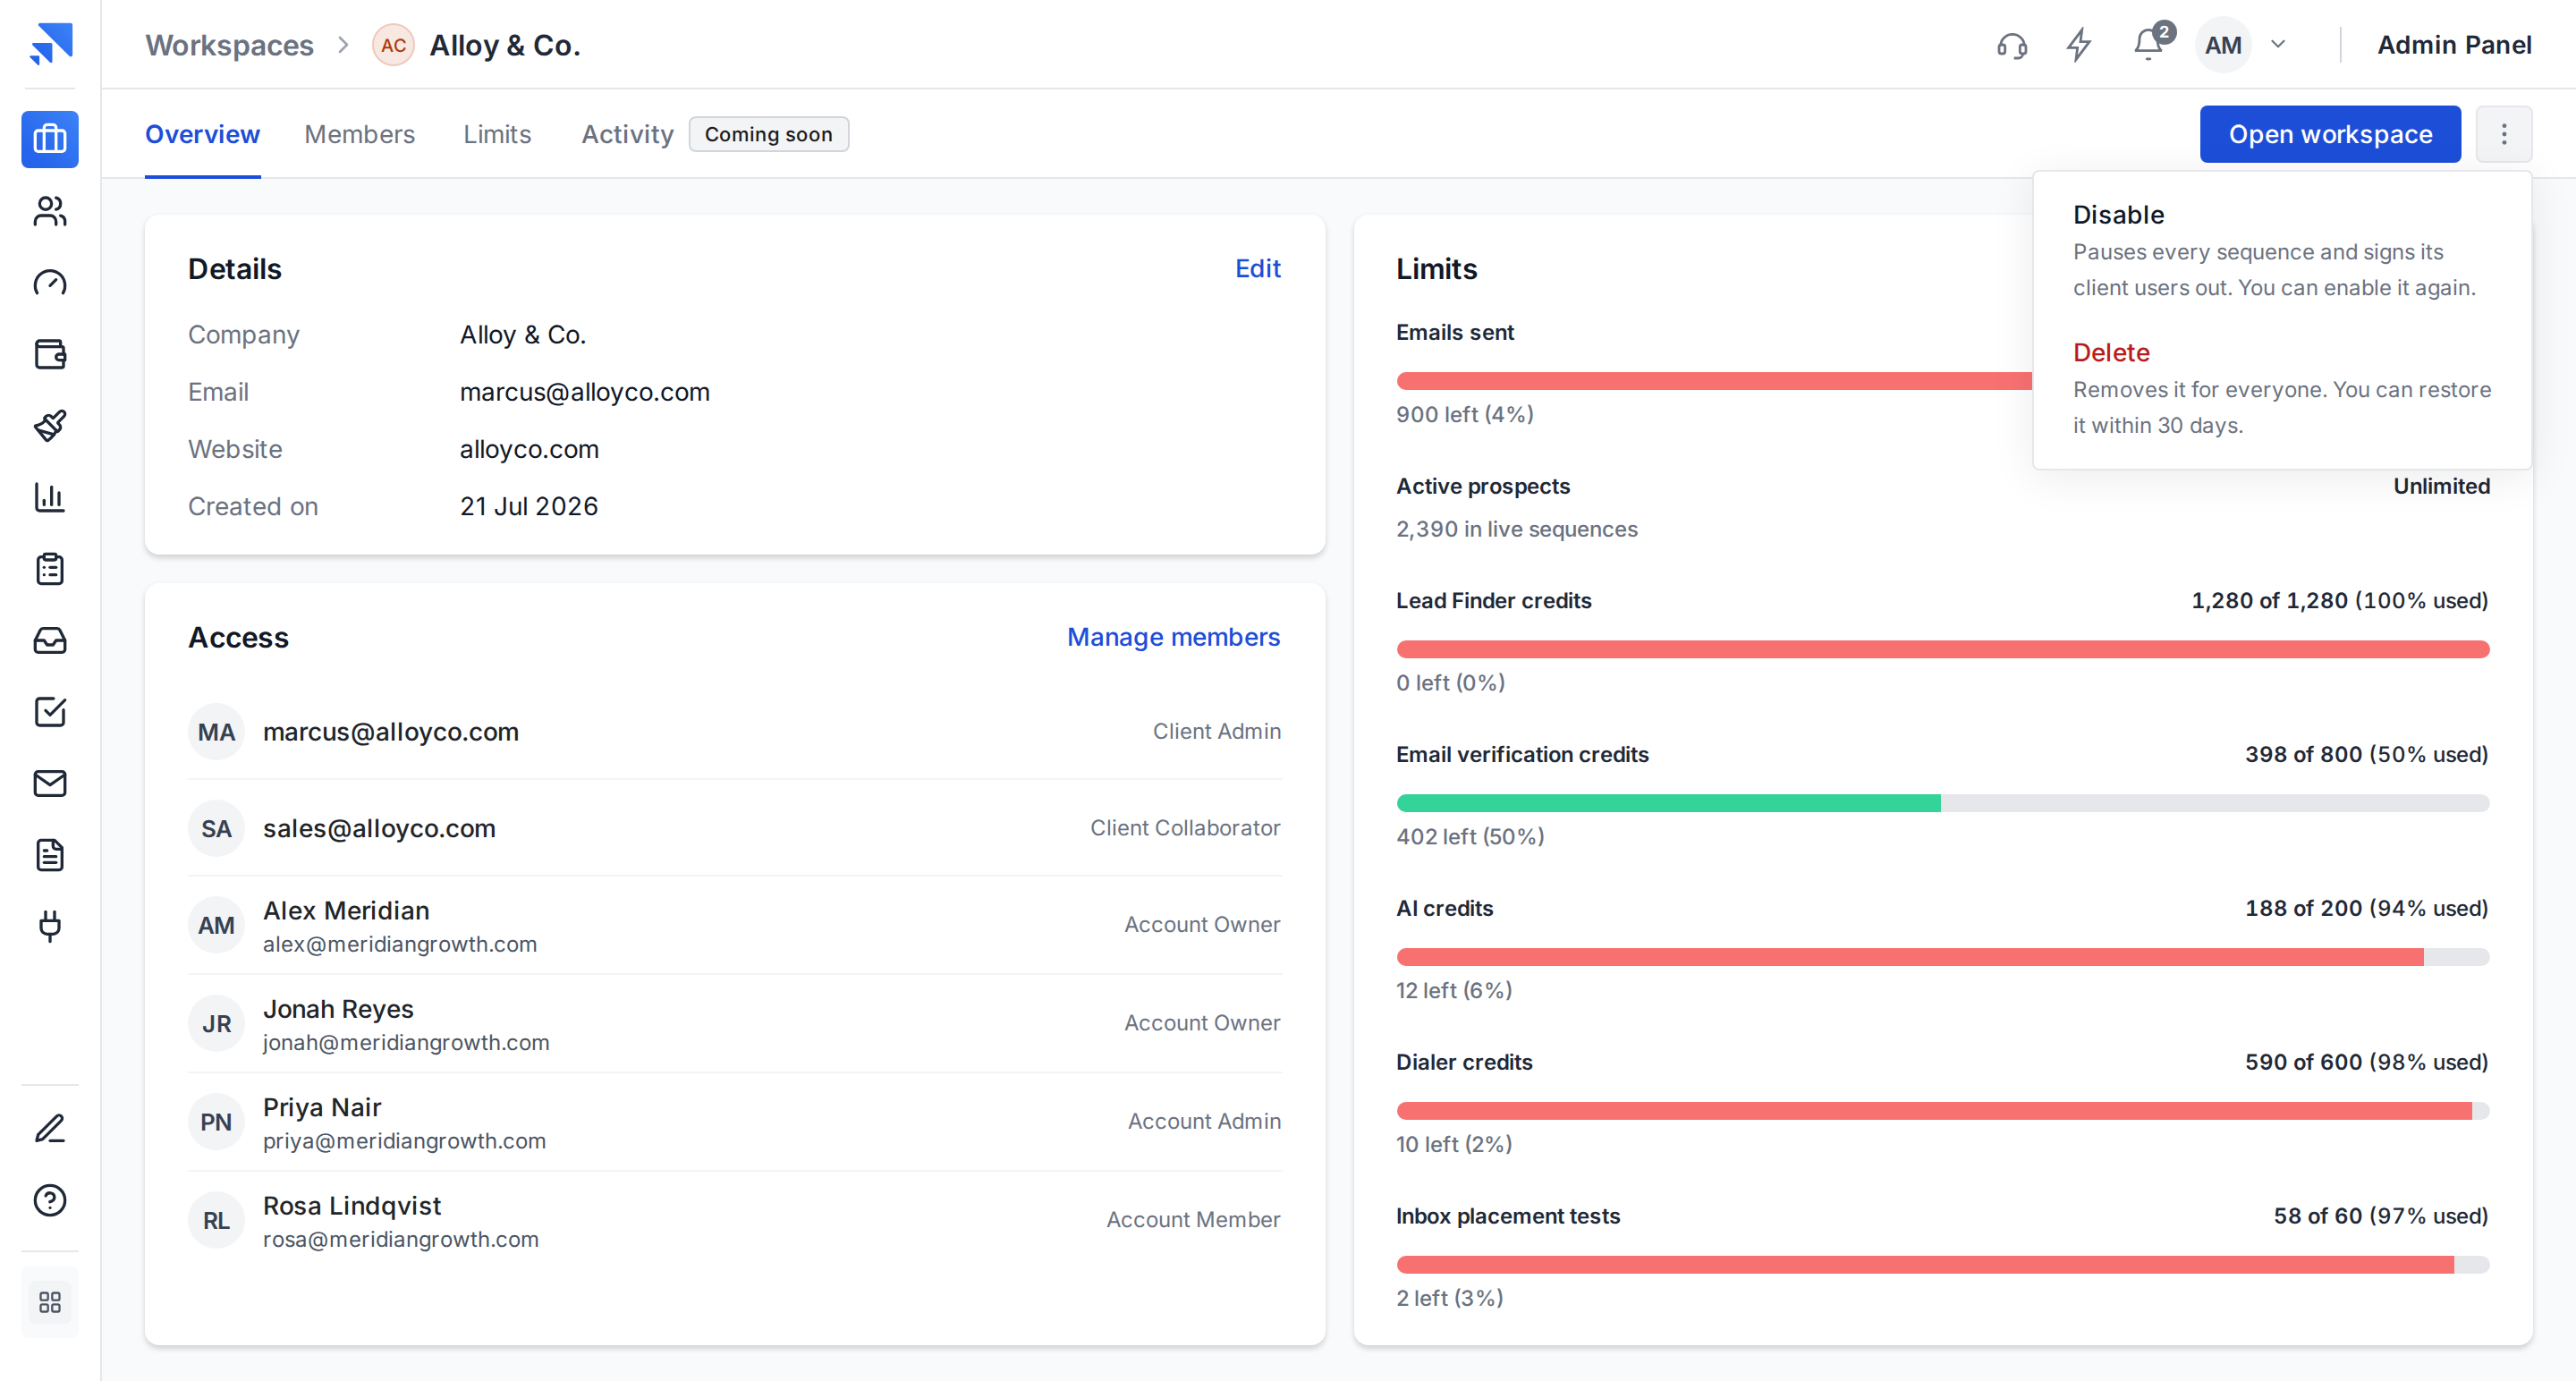 Workspaces
AC
Alloy & Co.
2
AM
Admin Panel
Overview
Members
Limits
Activity
Coming soon
Open workspace
Disable
Pauses every sequence and signs its
client users out. You can enable it again.
Delete
Removes it for everyone. You can restore
it within 30 days.
Details
Edit
Company
Alloy & Co.
Email
marcus@alloyco.com
Website
alloyco.com
Created on
21 Jul 2026
Access
Manage members
MA
marcus@alloyco.com
Client Admin
SA
sales@alloyco.com
Client Collaborator
AM
Alex Meridian
alex@meridiangrowth.com
Account Owner
JR
Jonah Reyes
jonah@meridiangrowth.com
Account Owner
PN
Priya Nair
priya@meridiangrowth.com
Account Admin
RL
Rosa Lindqvist
rosa@meridiangrowth.com
Account Member
Limits
Emails sent
900 left (4%)
Active prospects
Unlimited
2,390 in live sequences
Lead Finder credits
1,280 of 1,280 (100% used)
0 left (0%)
Email verification credits
398 of 800 (50% used)
402 left (50%)
AI credits
188 of 200 (94% used)
12 left (6%)
Dialer credits
590 of 600 (98% used)
10 left (2%)
Inbox placement tests
58 of 60 (97% used)
2 left (3%)